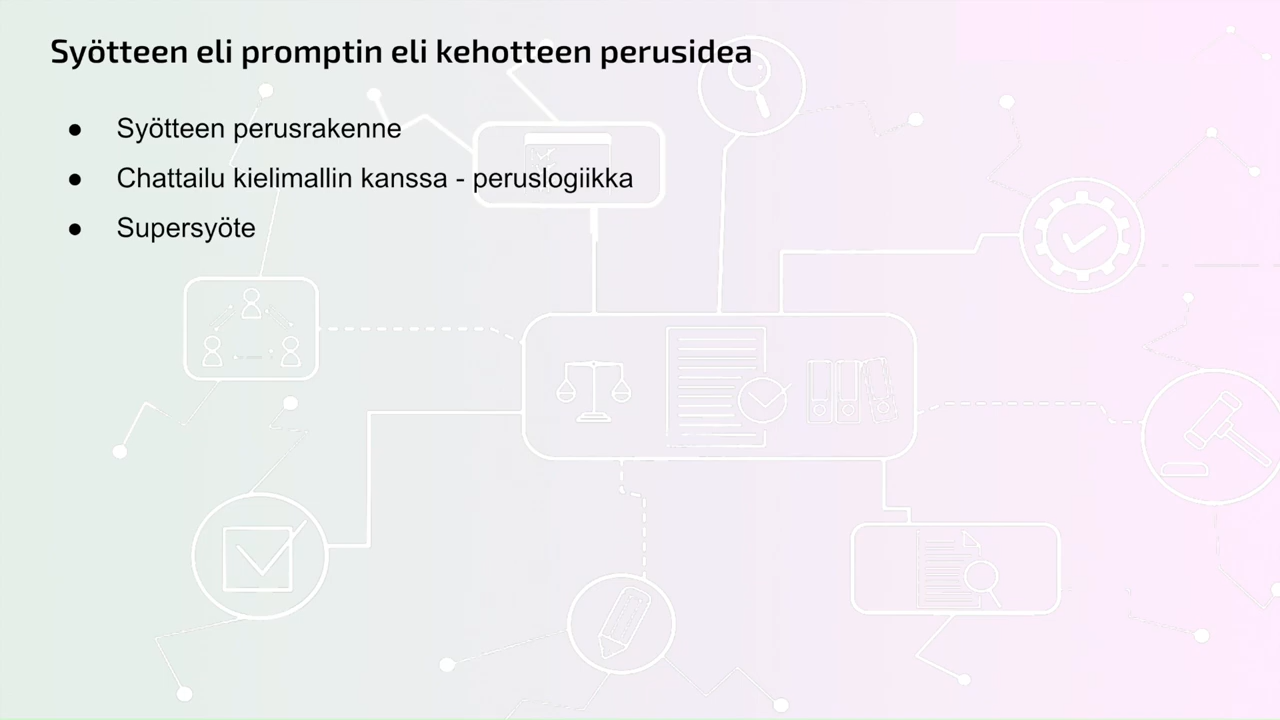 Syötteen eli promptin eli kehotteen perusidea
● Syötteen perusrakenne
● Chattailu kielimallin kanssa - peruslogiikka
● Supersyöte